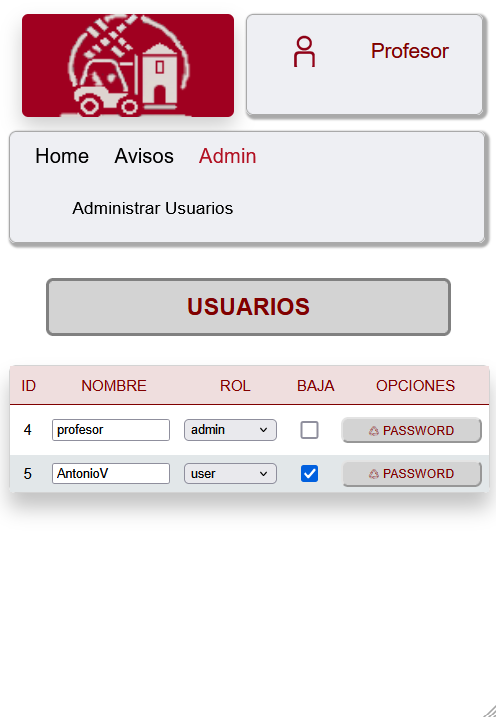 Profesor
Home Avisos Admin
Administrar Usuarios
USUARIOS
ID NOMBRE ROL BAJA OPCIONES
4 profesor admin PASSWORD
5 AntonioV user PASSWORD